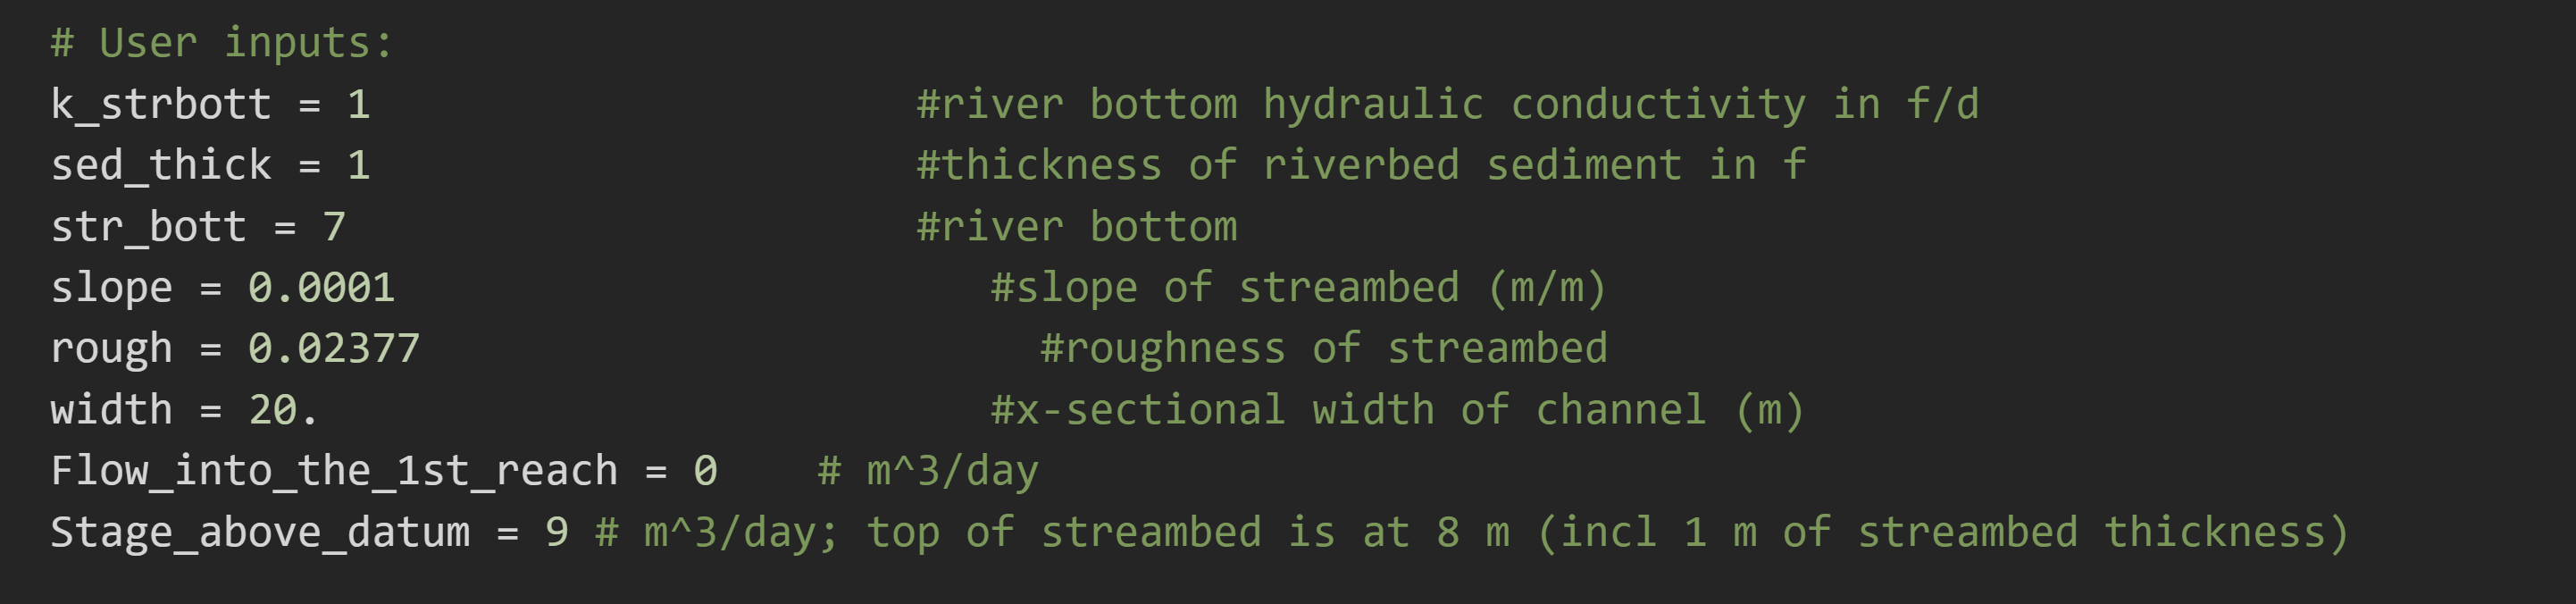 # User inputs:
k_strbott = 1 #river bottom hydraulic conductivity in f/d
sed_thick = 1 #thickness of riverbed sediment in f
str_bott = 7 #river bottom
slope = 0.0001 #slope of streambed (m/m)
rough = 0.02377 #roughness of streambed
width = 20. #x-sectional width of channel (m)
Flow_into_the_1st_reach = 0 # m^3/day
Stage_above_datum = 9 # m^3/day; top of streambed is at 8 m (incl 1 m of streambed thickness)